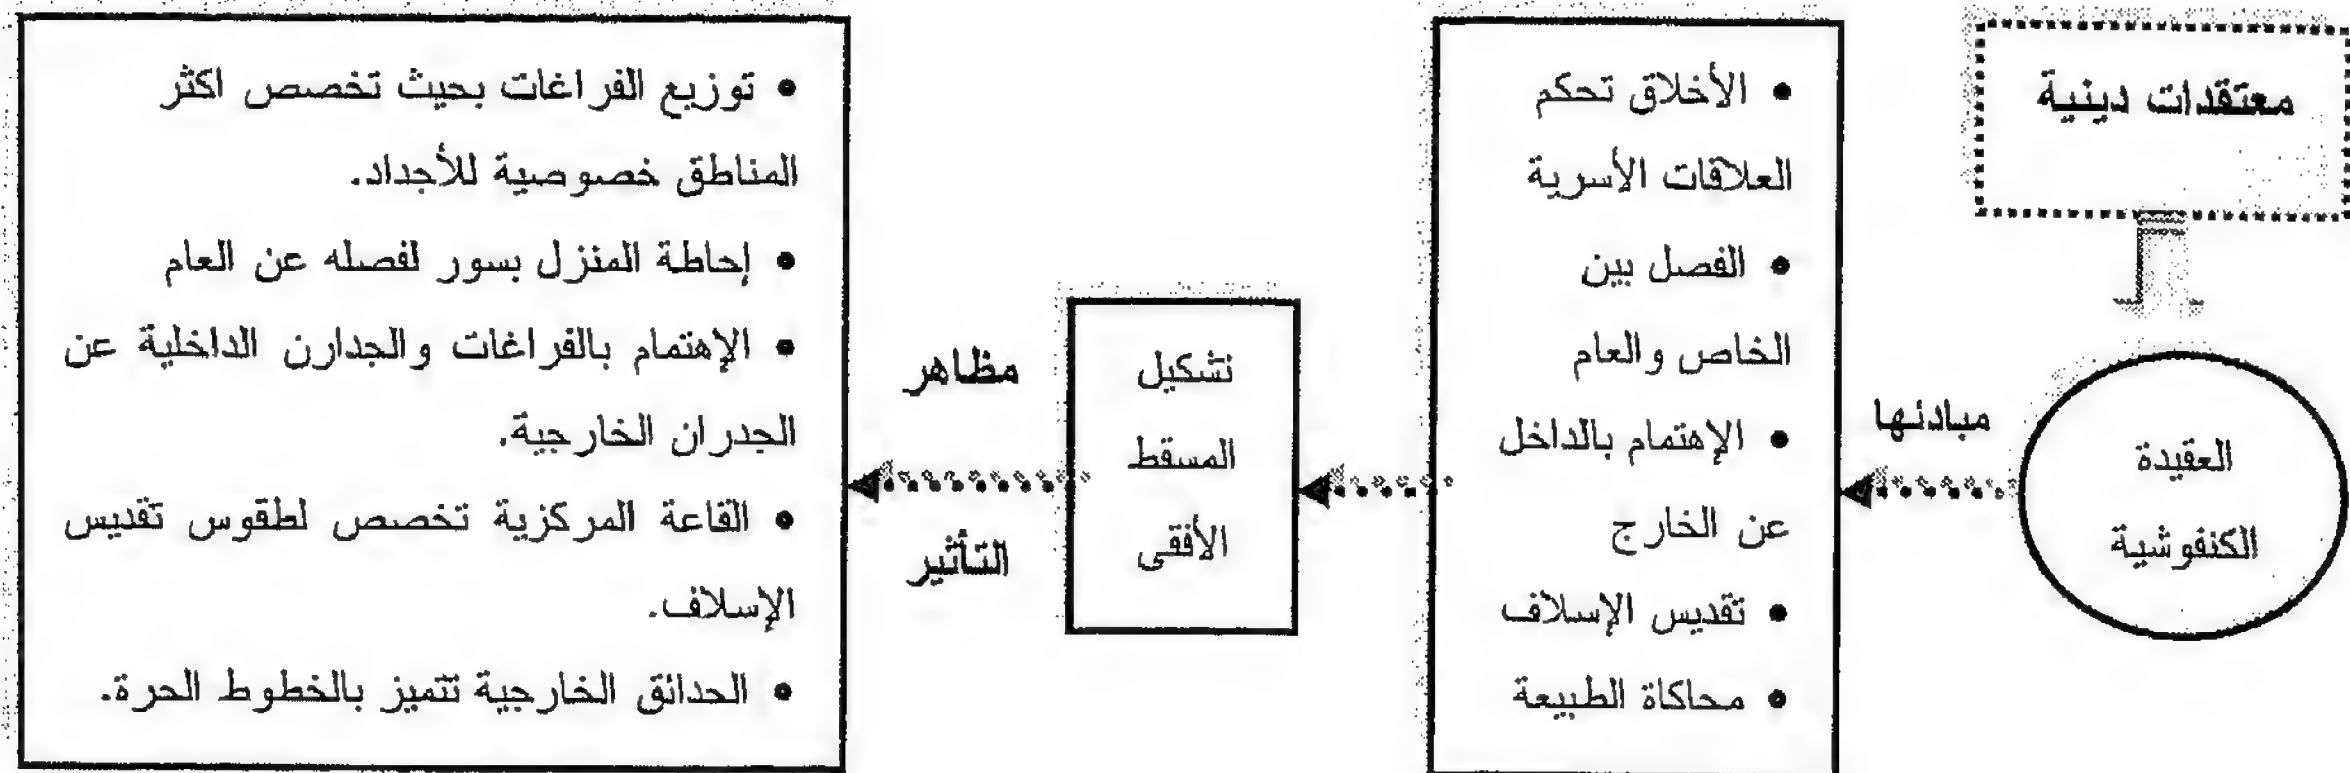 معتقدات دينية
العقيدة
الكنفوشية
مبادئها
• الأخلاق تحكم
العلاقات الأسرية
• الفصل بين
الخاص والعام
• الإهتمام بالداخل
عن الخارج
• تقديس الإسلاف
• محاكاة الطبيعة
تشكيل
المسقط
الأفقى
مظاهر
التأثير
• توزيع الفراغات بحيث تخصص اكثر
المناطق خصوصية للأجداد.
• إحاطة المنزل بسور لفصله عن العام
• الإهتمام بالفراغات والجدارن الداخلية عن
الجدران الخارجية.
• القاعة المركزية تخصص لطقوس تقديس
الإسلاف.
• الحدائق الخارجية تتميز بالخطوط الحرة.